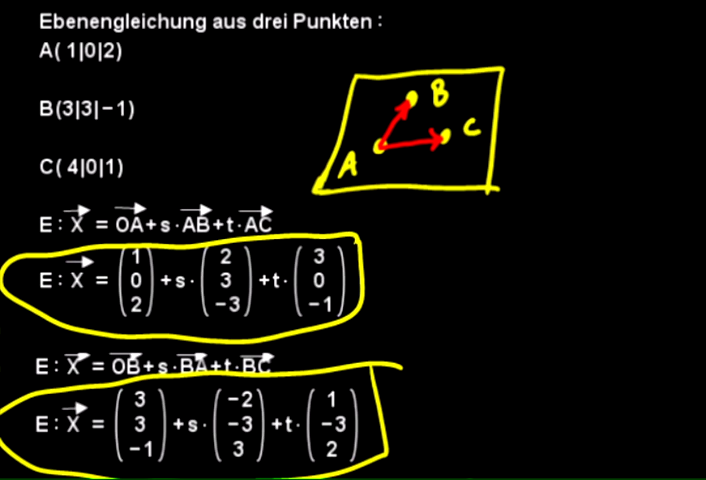 Ebenengleichung aus drei Punkten :
A( 1|0|2)
B
B(3|3|−1)
C
A
C( 4|0|1)
E : X = OA+s·AB+t·AC
E : X = (1 0 2) +s·(2 3 −3) +t·(3 0 −1)
E : X = OB+s·BA+t·BC
E : X = (3 3 −1) +s·(−2 −3 3) +t·(1 −3 2)